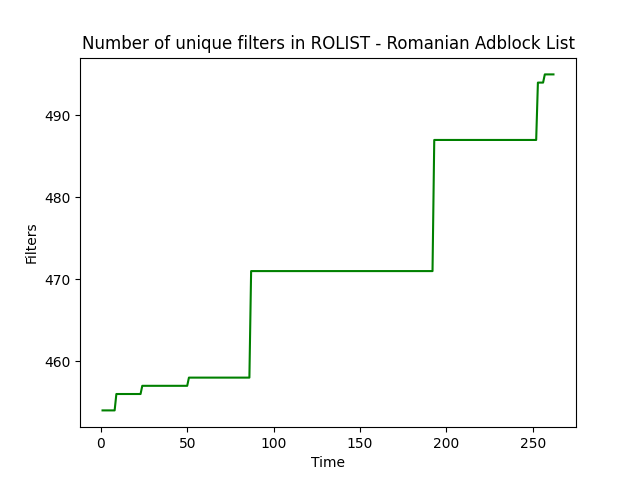 Number of unique filters in ROLIST - Romanian Adblock List
490
480
470
460
Filters
0 50 100 150 200 250
Time